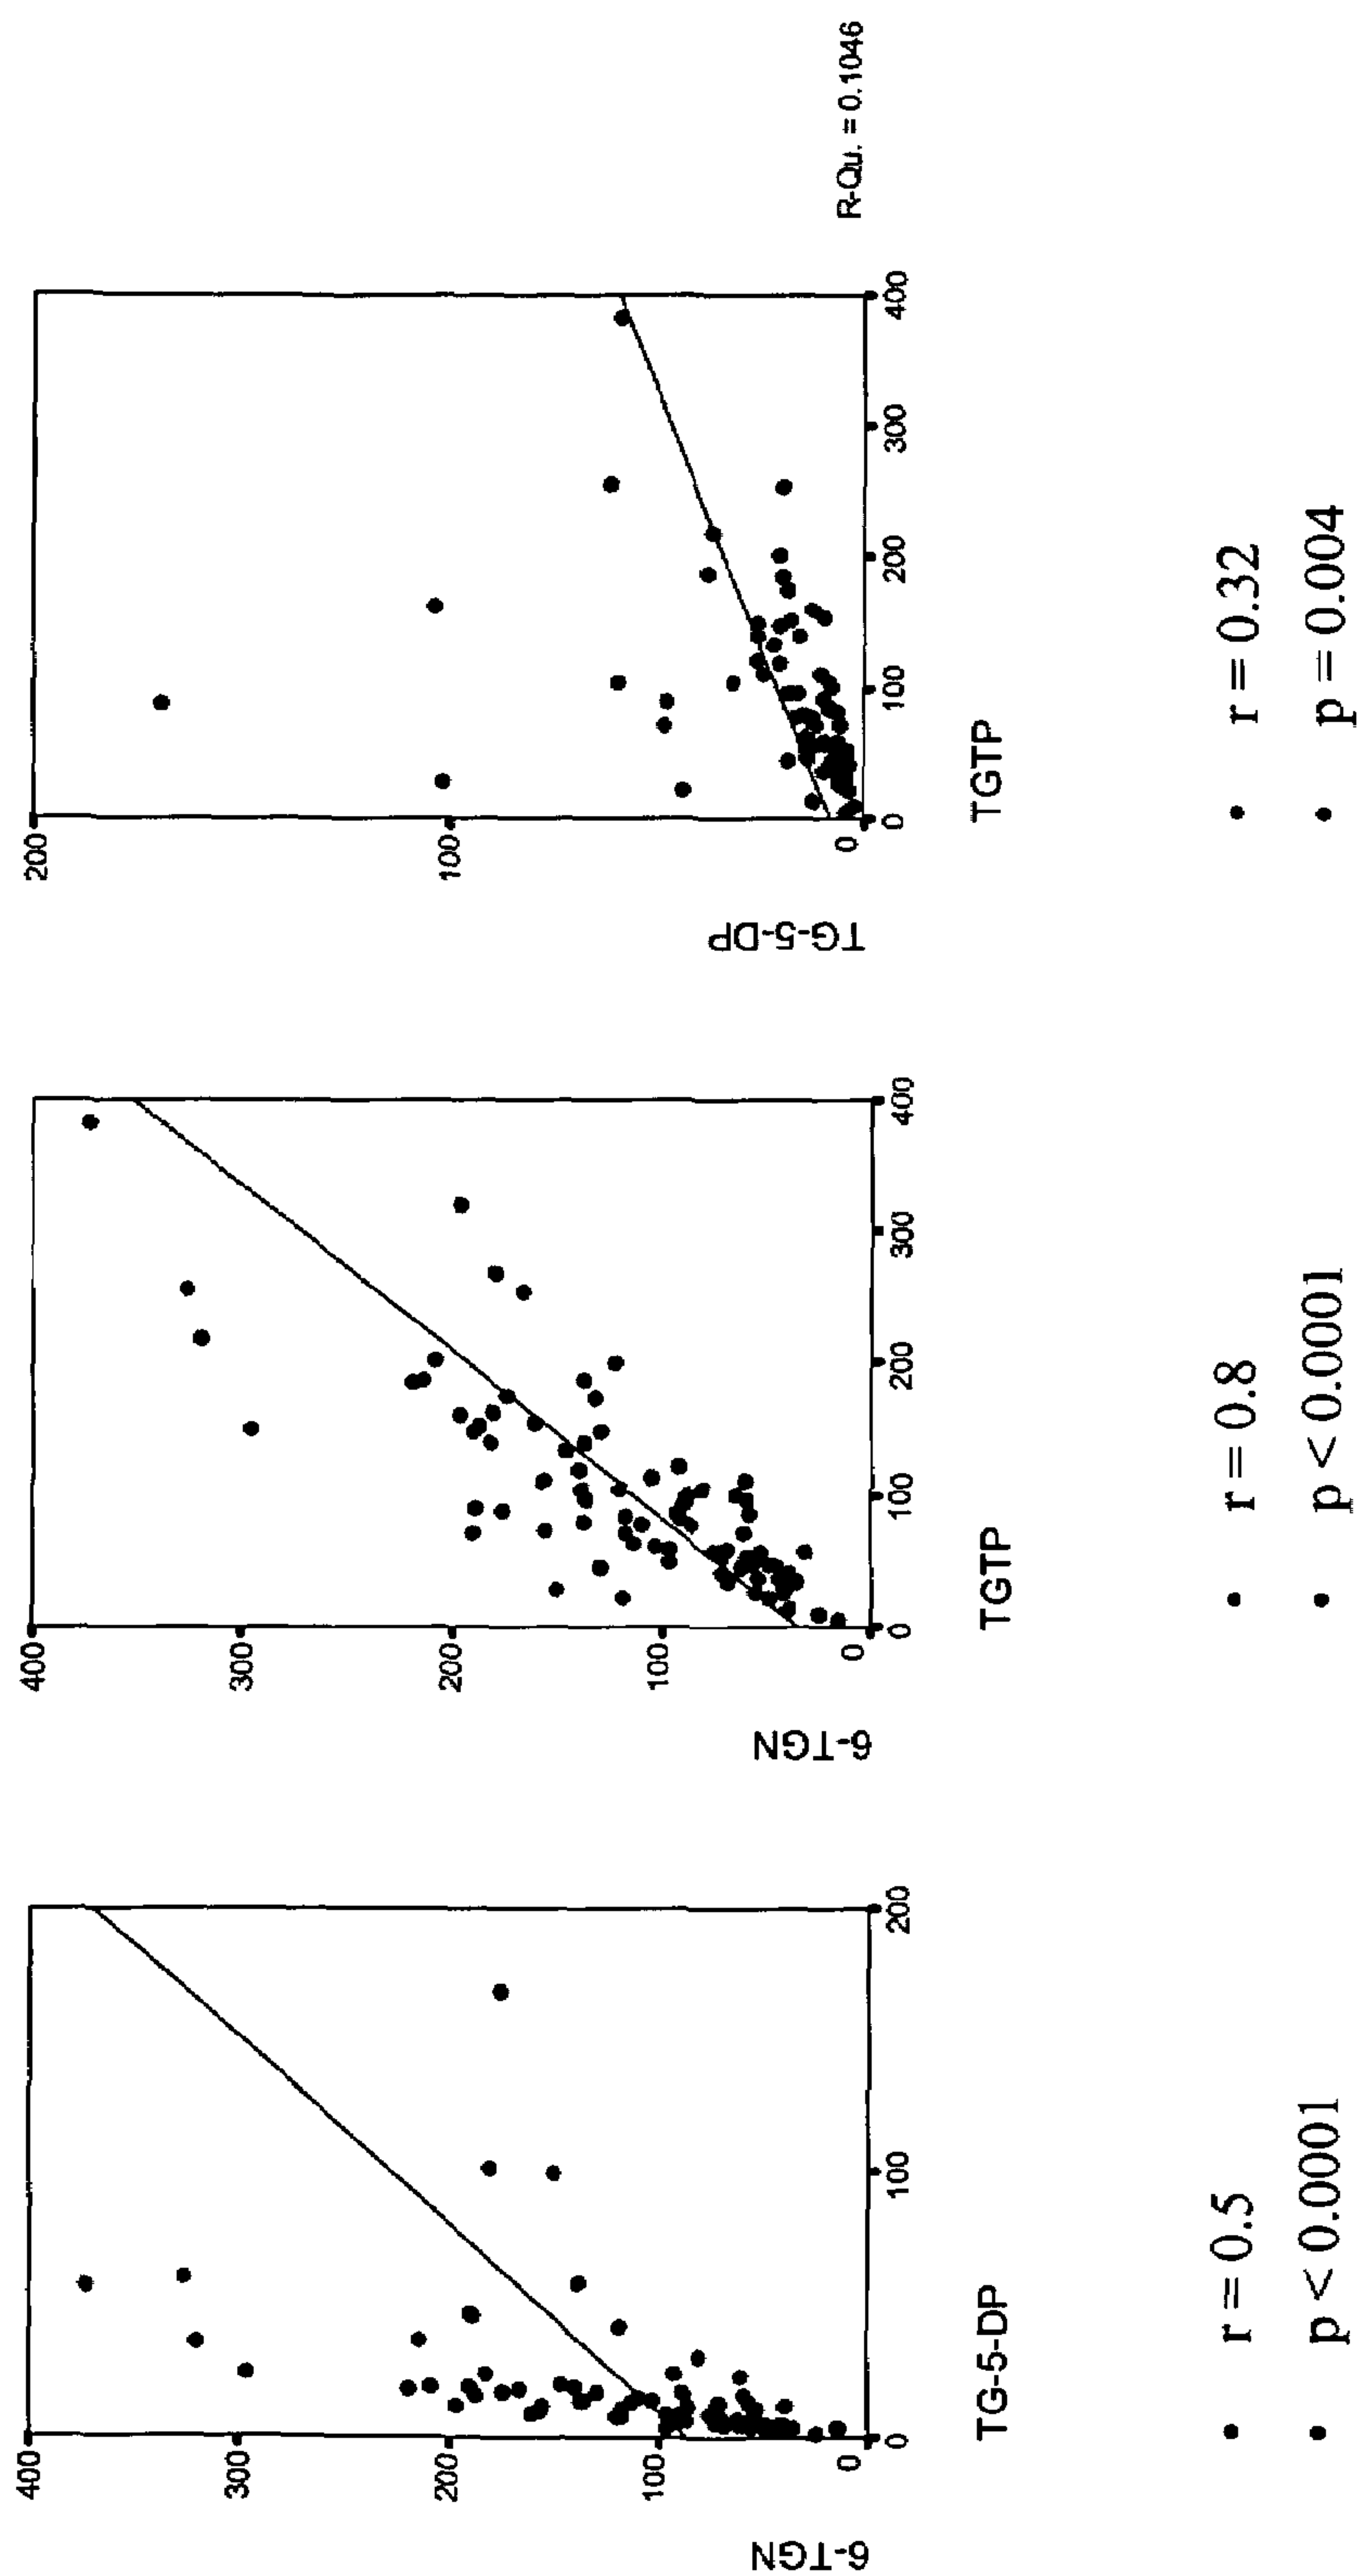 6-TGN
400
300
200
100
0
0
100
200
TG-5-DP
• r = 0.5
• p < 0.0001
6-TGN
400
300
200
100
0
0
100
200
300
400
TGTP
• r = 0.8
• p < 0.0001
TG-5-DP
200
100
0
0
100
200
300
400
TGTP
R-Qu. = 0.1046
• r = 0.32
• p = 0.004